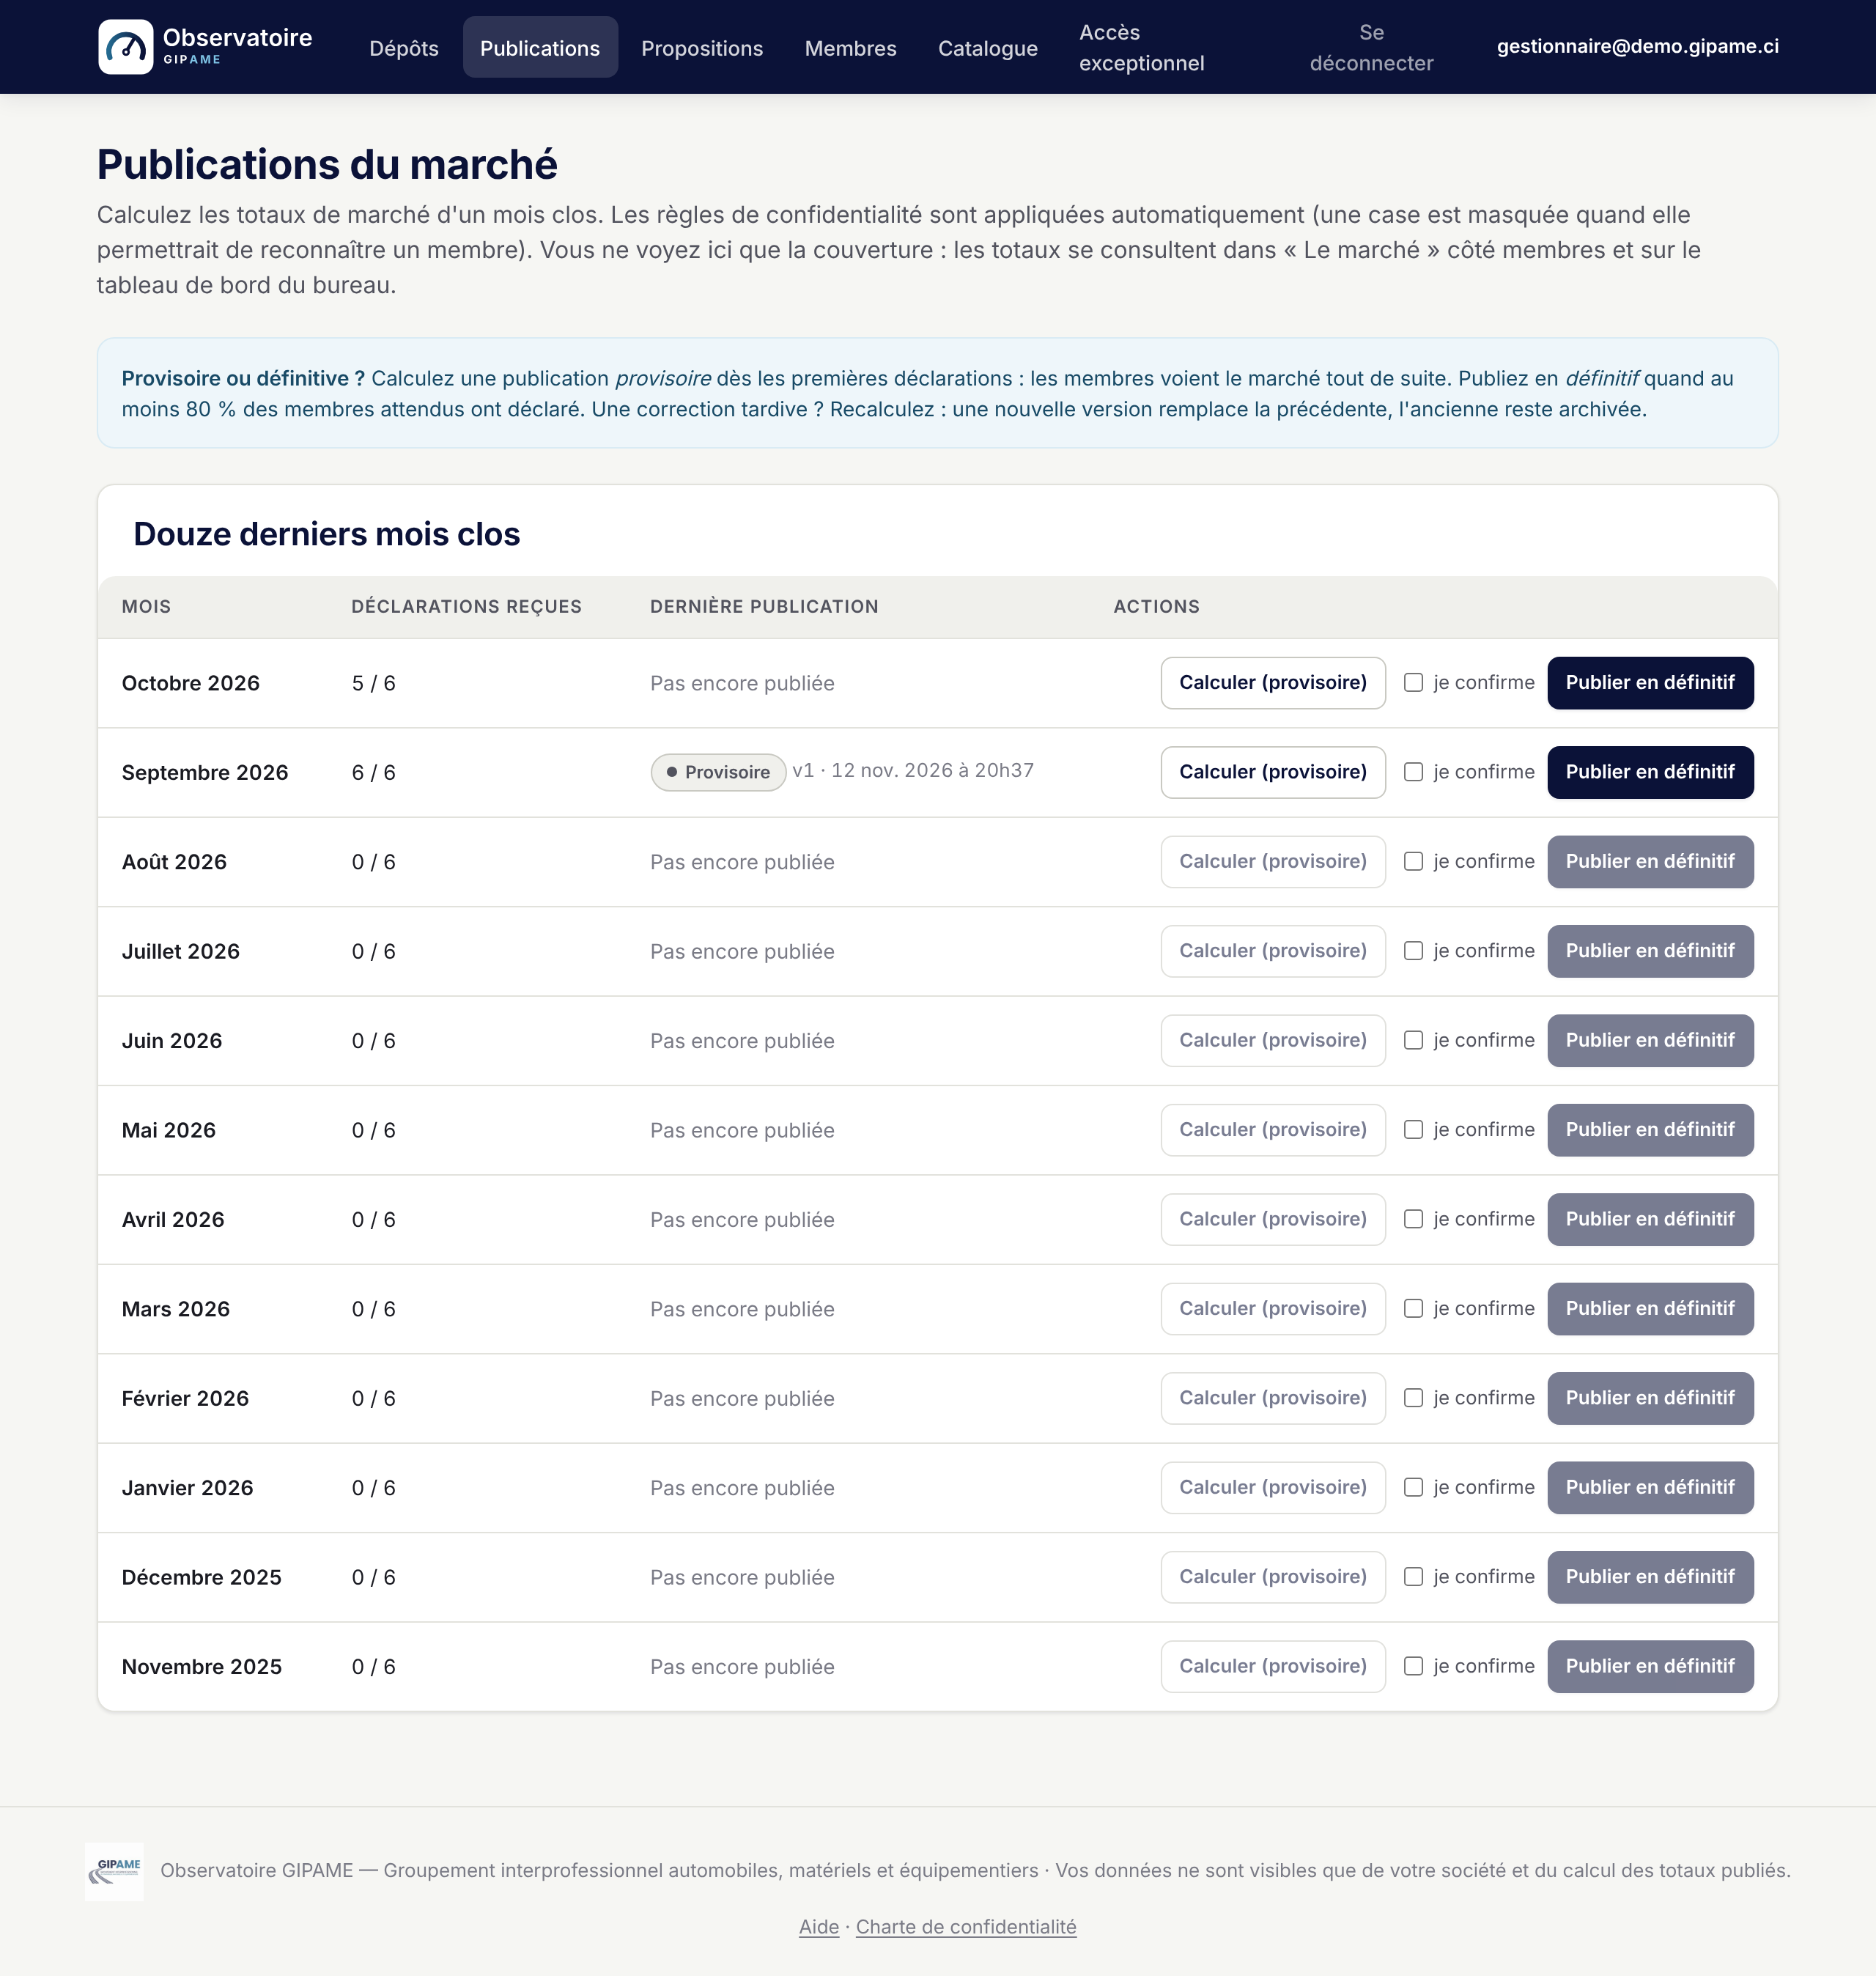 Observatoire
GIPAME
Dépôts
Publications
Propositions
Membres
Catalogue
Accès
exceptionnel
Se
déconnecter
gestionnaire@demo.gipame.ci
Publications du marché
Calculez les totaux de marché d'un mois clos. Les règles de confidentialité sont appliquées automatiquement (une case est masquée quand elle
permettrait de reconnaître un membre). Vous ne voyez ici que la couverture : les totaux se consultent dans « Le marché » côté membres et sur le
tableau de bord du bureau.
Provisoire ou définitive ? Calculez une publication provisoire dès les premières déclarations : les membres voient le marché tout de suite. Publiez en définitif quand au
moins 80 % des membres attendus ont déclaré. Une correction tardive ? Recalculez : une nouvelle version remplace la précédente, l'ancienne reste archivée.
Douze derniers mois clos
MOIS DÉCLARATIONS REÇUES DERNIÈRE PUBLICATION ACTIONS
Octobre 2026 5 / 6 Pas encore publiée Calculer (provisoire) je confirme Publier en définitif
Septembre 2026 6 / 6 Provisoire v1 · 12 nov. 2026 à 20h37 Calculer (provisoire) je confirme Publier en définitif
Août 2026 0 / 6 Pas encore publiée Calculer (provisoire) je confirme Publier en définitif
Juillet 2026 0 / 6 Pas encore publiée Calculer (provisoire) je confirme Publier en définitif
Juin 2026 0 / 6 Pas encore publiée Calculer (provisoire) je confirme Publier en définitif
Mai 2026 0 / 6 Pas encore publiée Calculer (provisoire) je confirme Publier en définitif
Avril 2026 0 / 6 Pas encore publiée Calculer (provisoire) je confirme Publier en définitif
Mars 2026 0 / 6 Pas encore publiée Calculer (provisoire) je confirme Publier en définitif
Février 2026 0 / 6 Pas encore publiée Calculer (provisoire) je confirme Publier en définitif
Janvier 2026 0 / 6 Pas encore publiée Calculer (provisoire) je confirme Publier en définitif
Décembre 2025 0 / 6 Pas encore publiée Calculer (provisoire) je confirme Publier en définitif
Novembre 2025 0 / 6 Pas encore publiée Calculer (provisoire) je confirme Publier en définitif
GIPAME
Observatoire GIPAME — Groupement interprofessionnel automobiles, matériels et équipementiers · Vos données ne sont visibles que de votre société et du calcul des totaux publiés.
Aide · Charte de confidentialité